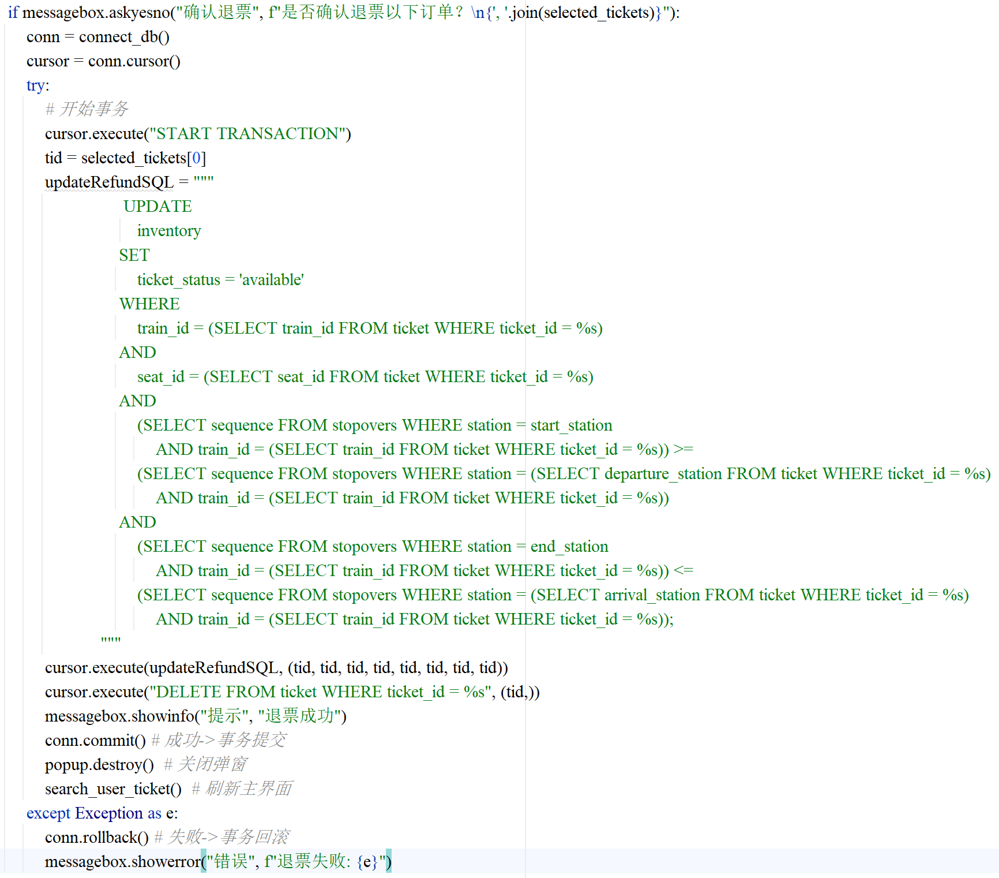 if messagebox.askyesno("确认退票", f"是否确认退票以下订单？\n{', '.join(selected_tickets)}"):
conn = connect_db()
cursor = conn.cursor()
try:
# 开始事务
cursor.execute("START TRANSACTION")
tid = selected_tickets[0]
updateRefundSQL = """
UPDATE
inventory
SET
ticket_status = 'available'
WHERE
train_id = (SELECT train_id FROM ticket WHERE ticket_id = %s)
AND
seat_id = (SELECT seat_id FROM ticket WHERE ticket_id = %s)
AND
(SELECT sequence FROM stopovers WHERE station = start_station
AND train_id = (SELECT train_id FROM ticket WHERE ticket_id = %s)) >=
(SELECT sequence FROM stopovers WHERE station = (SELECT departure_station FROM ticket WHERE ticket_id = %s)
AND train_id = (SELECT train_id FROM ticket WHERE ticket_id = %s))
AND
(SELECT sequence FROM stopovers WHERE station = end_station
AND train_id = (SELECT train_id FROM ticket WHERE ticket_id = %s)) <=
(SELECT sequence FROM stopovers WHERE station = (SELECT arrival_station FROM ticket WHERE ticket_id = %s)
AND train_id = (SELECT train_id FROM ticket WHERE ticket_id = %s));
"""
cursor.execute(updateRefundSQL, (tid, tid, tid, tid, tid, tid, tid, tid))
cursor.execute("DELETE FROM ticket WHERE ticket_id = %s", (tid,))
messagebox.showinfo("提示", "退票成功")
conn.commit() # 成功->事务提交
popup.destroy()  # 关闭弹窗
search_user_ticket()  # 刷新主界面
except Exception as e:
conn.rollback() # 失败->事务回滚
messagebox.showerror("错误", f"退票失败: {e}")